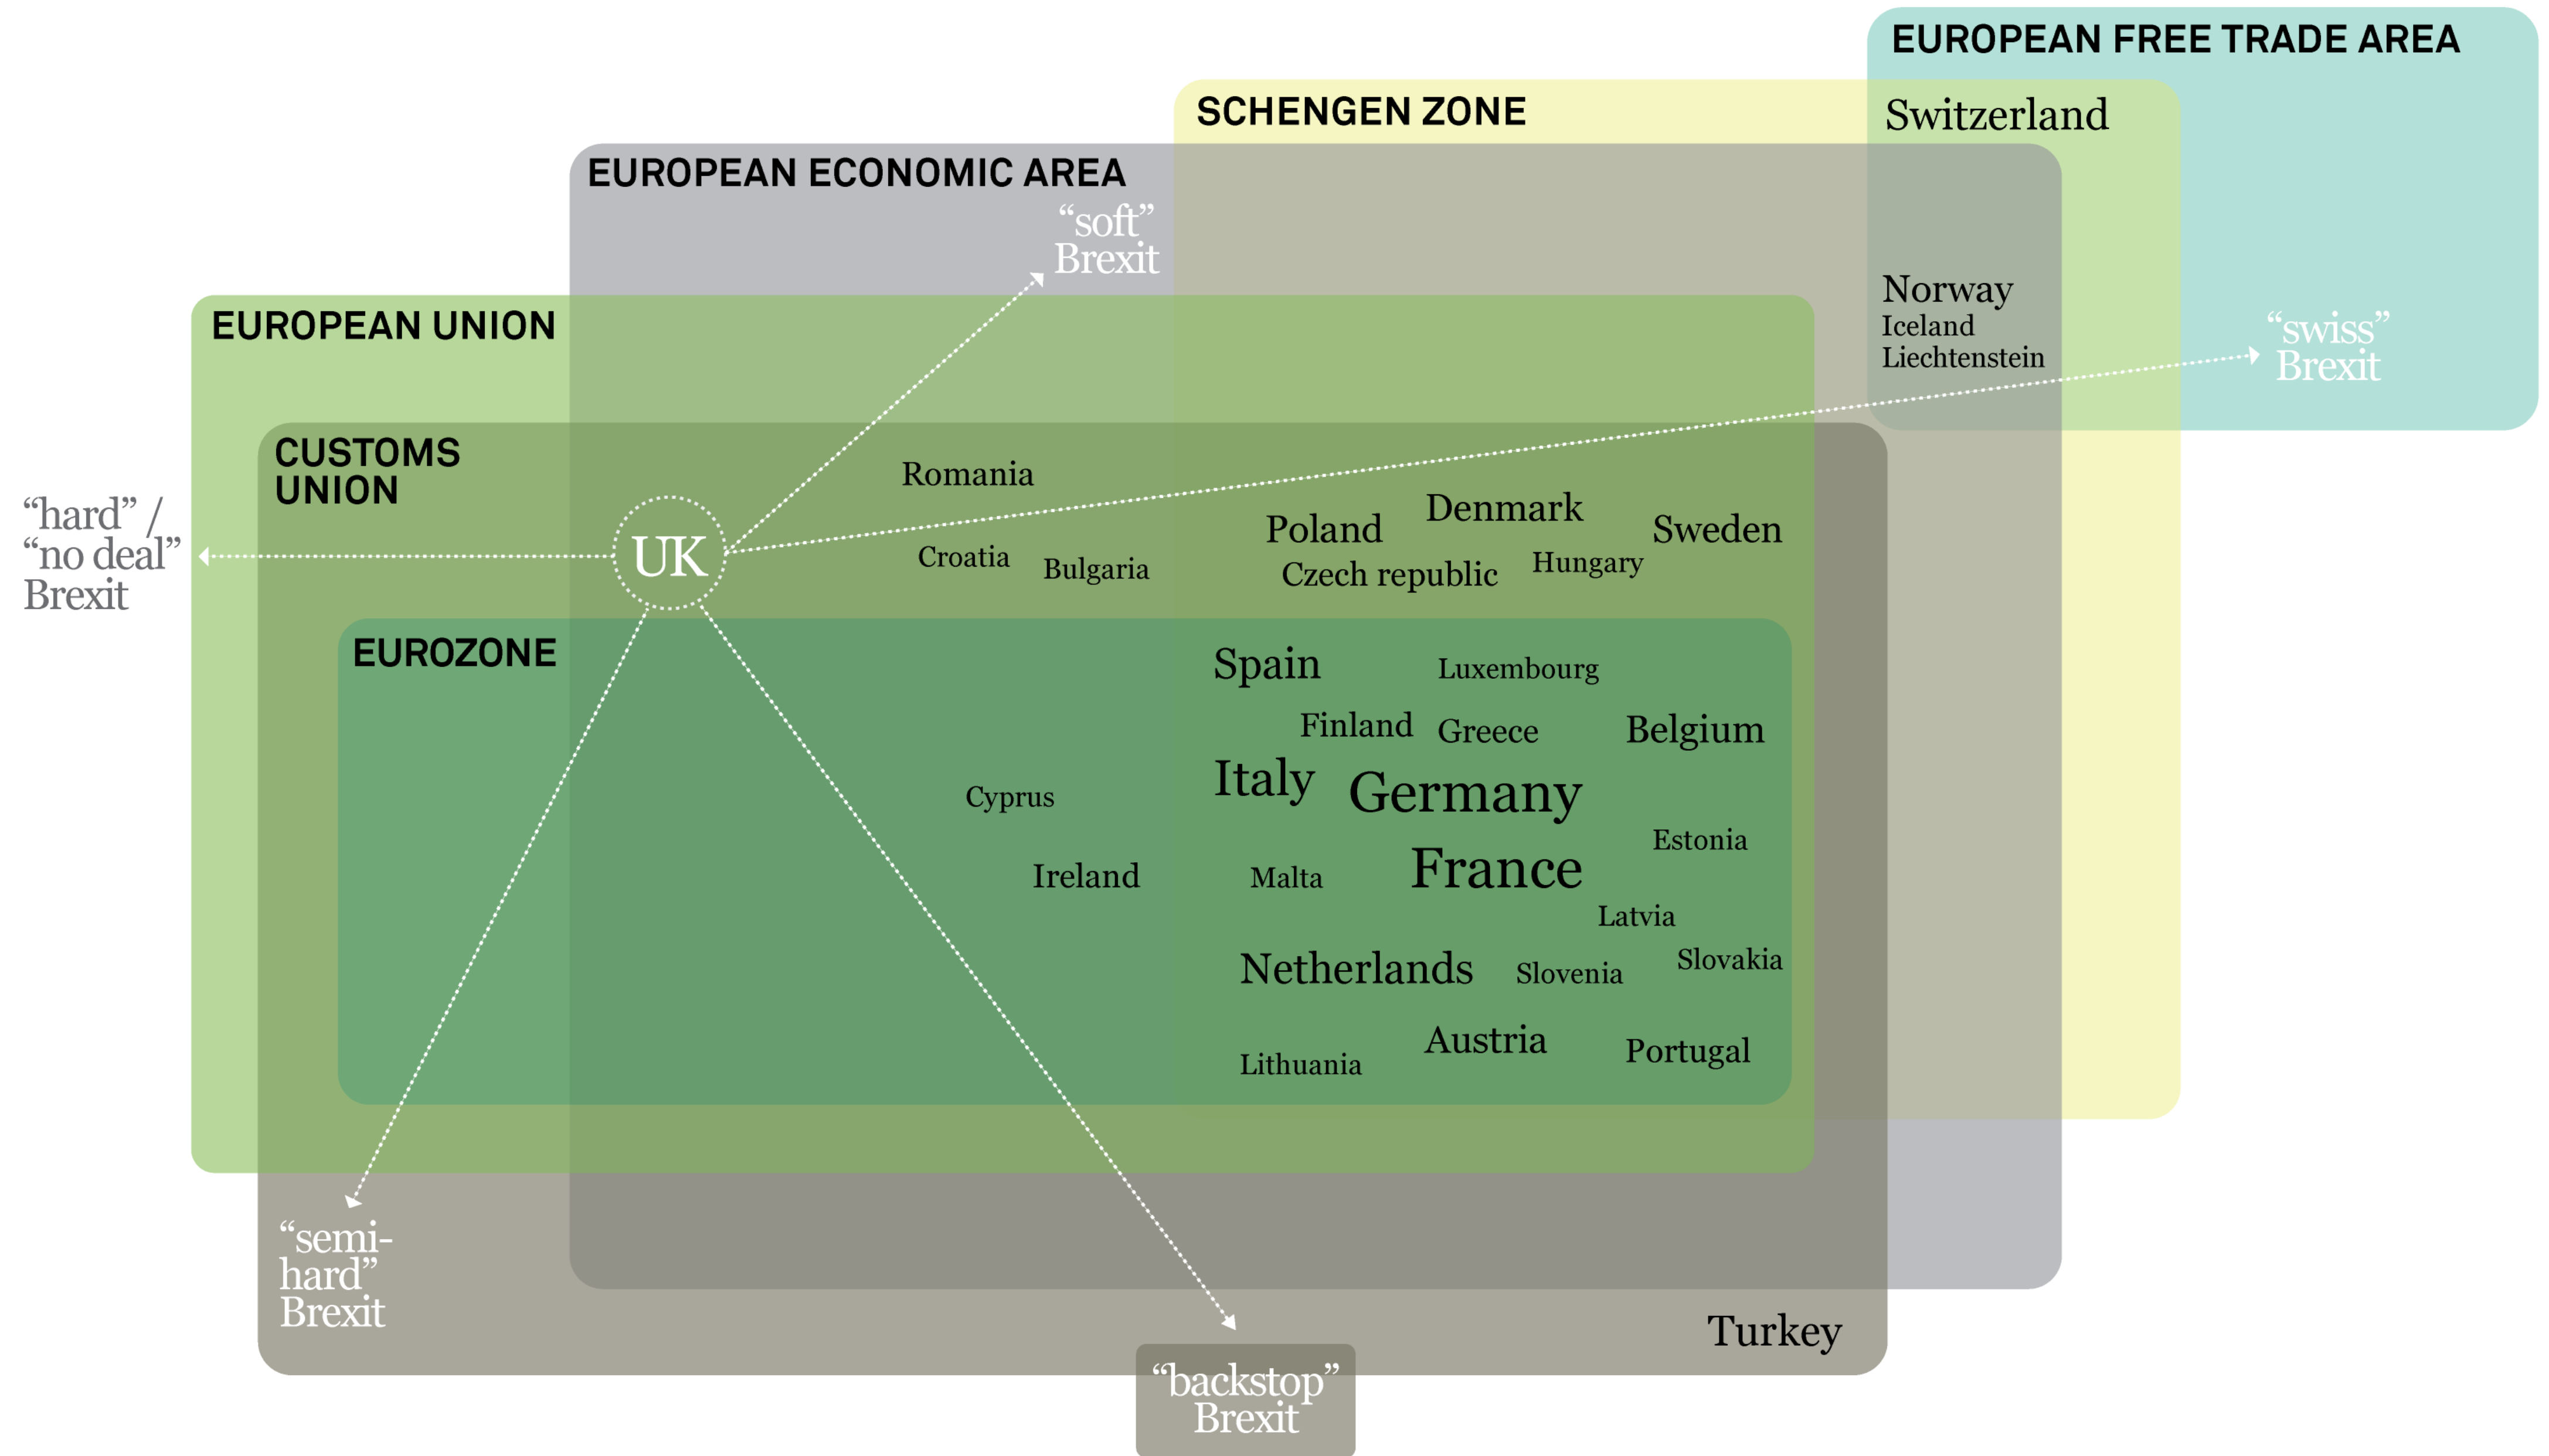 EUROPEAN FREE TRADE AREA
SCHENGEN ZONE
Switzerland
EUROPEAN ECONOMIC AREA
“soft”
Brexit
Norway
Iceland
Liechtenstein
“swiss”
Brexit
EUROPEAN UNION
CUSTOMS
UNION
“hard” /
“no deal”
Brexit
UK
Romania
Croatia
Bulgaria
Poland
Denmark
Sweden
Czech republic
Hungary
EUROZONE
Spain
Luxembourg
Finland
Greece
Belgium
Italy
Germany
Cyprus
Estonia
Ireland
Malta
France
Latvia
Netherlands
Slovenia
Slovakia
Lithuania
Austria
Portugal
“semi-
hard”
Brexit
Turkey
“backstop”
Brexit